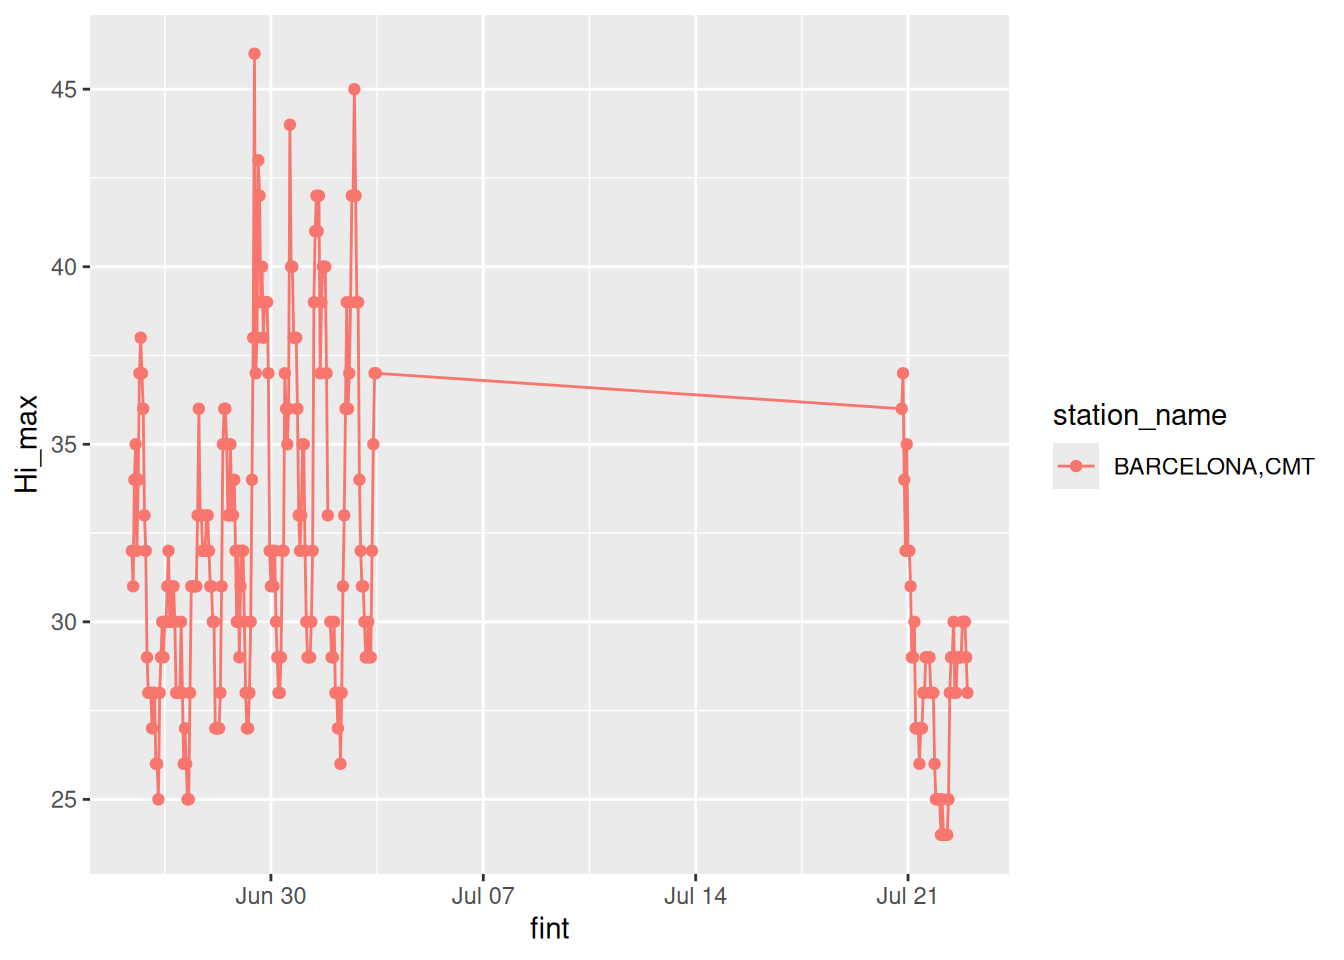 45
40
35
30
25
Hi_max
Jun 30
Jul 07
Jul 14
Jul 21
fint
station_name
BARCELONA,CMT